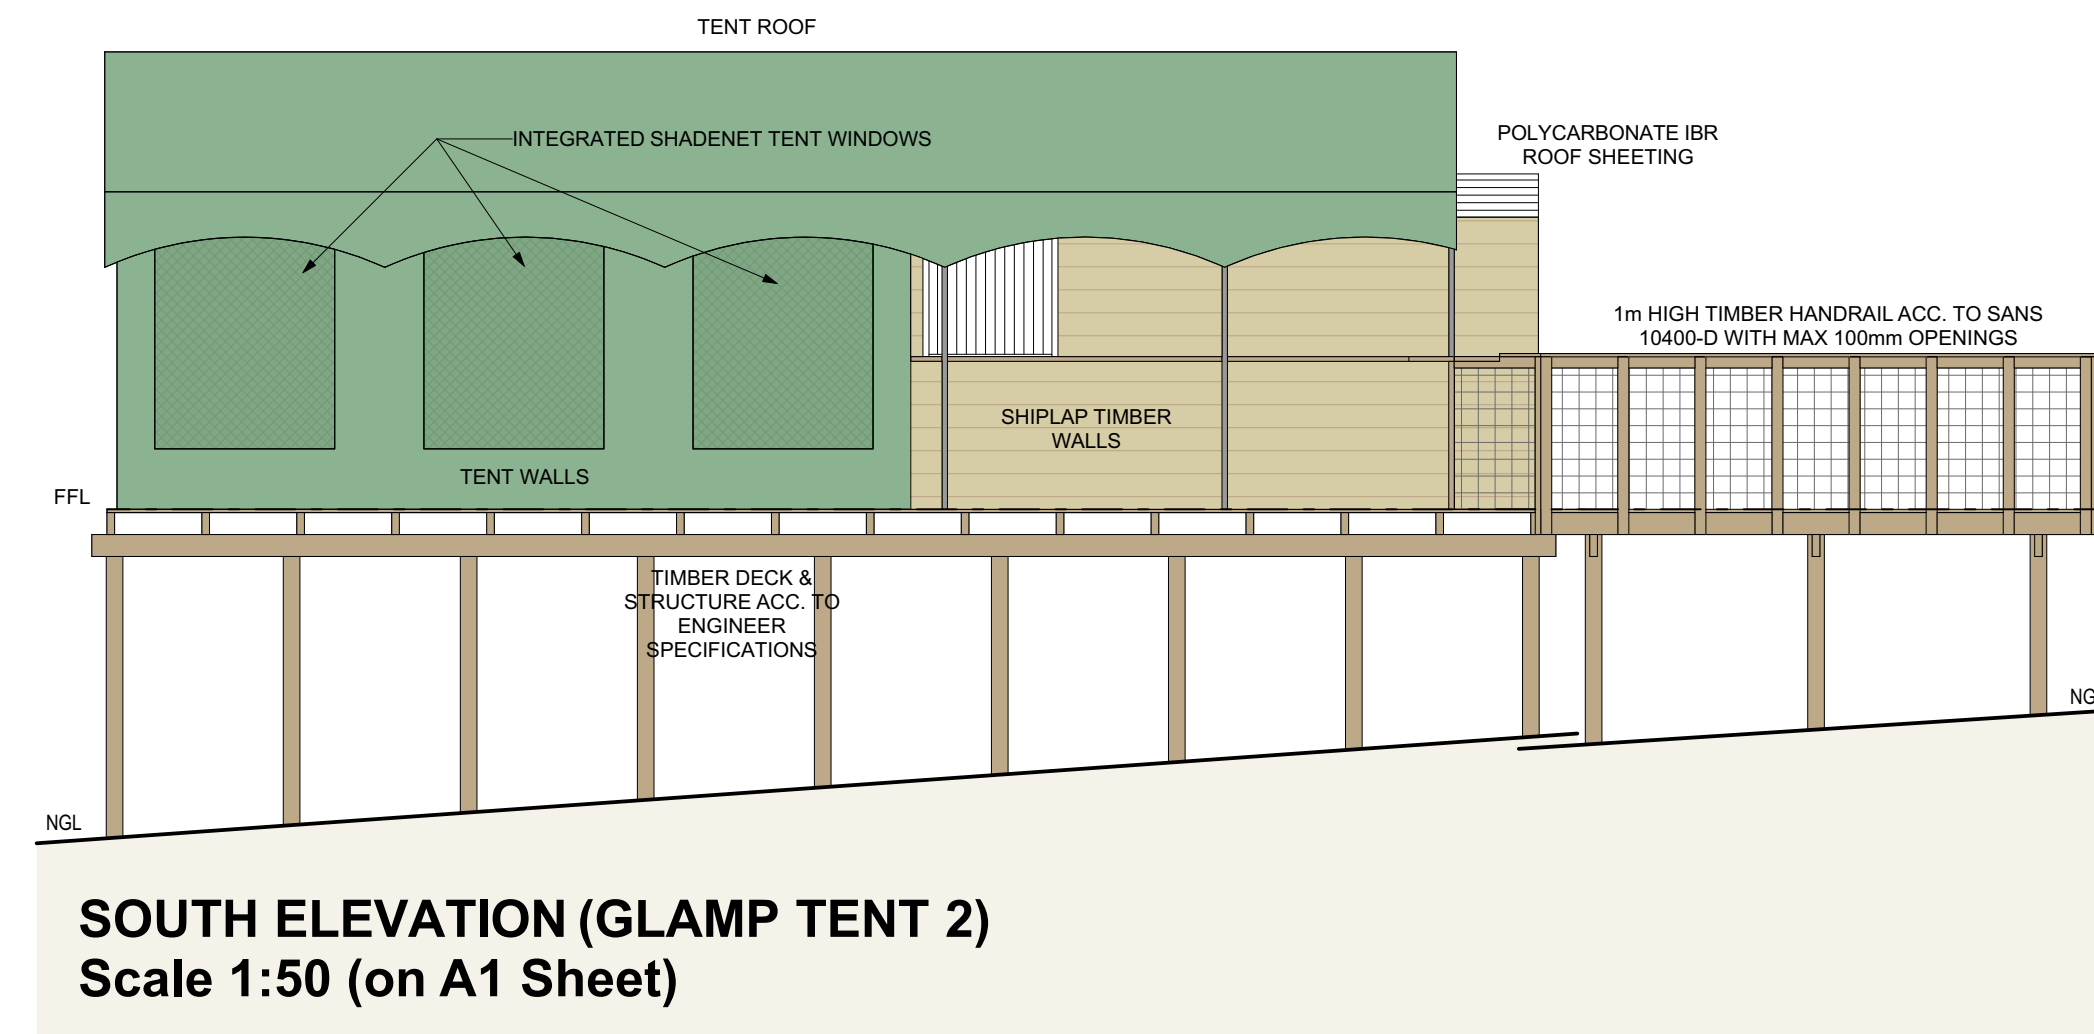 TENT ROOF
INTEGRATED SHADENET TENT WINDOWS
POLYCARBONATE IBR
ROOF SHEETING
1m HIGH TIMBER HANDRAIL ACC. TO SANS
10400-D WITH MAX 100mm OPENINGS
SHIPLAP TIMBER
WALLS
TENT WALLS
FFL
TIMBER DECK &
STRUCTURE ACC. TO
ENGINEER
SPECIFICATIONS
NG
NGL
SOUTH ELEVATION (GLAMP TENT 2)
Scale 1:50 (on A1 Sheet)